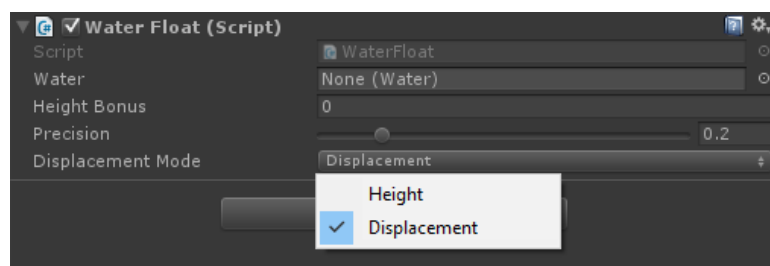 Water Float (Script)
Script WaterFloat
Water None (Water)
Height Bonus 0
Precision 0.2
Displacement Mode Displacement
Height
Displacement